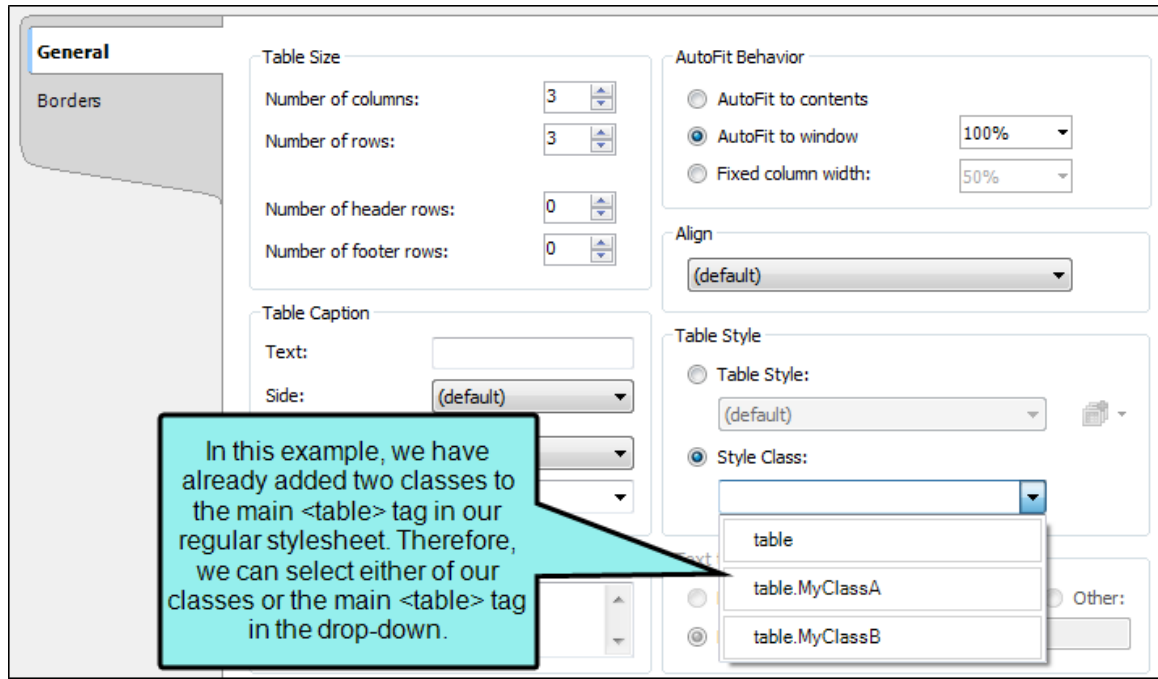 General
Borders
Table Size
Number of columns:
3
Number of rows:
3
Number of header rows:
0
Number of footer rows:
0
Table Caption
Text:
Side:
(default)
In this example, we have
already added two classes to
the main <table> tag in our
regular stylesheet. Therefore,
we can select either of our
classes or the main <table> tag
in the drop-down.
AutoFit Behavior
AutoFit to contents
AutoFit to window
100%
Fixed column width:
50%
Align
(default)
Table Style
Table Style:
(default)
Style Class:
table
table.MyClassA
table.MyClassB
Text
Other: